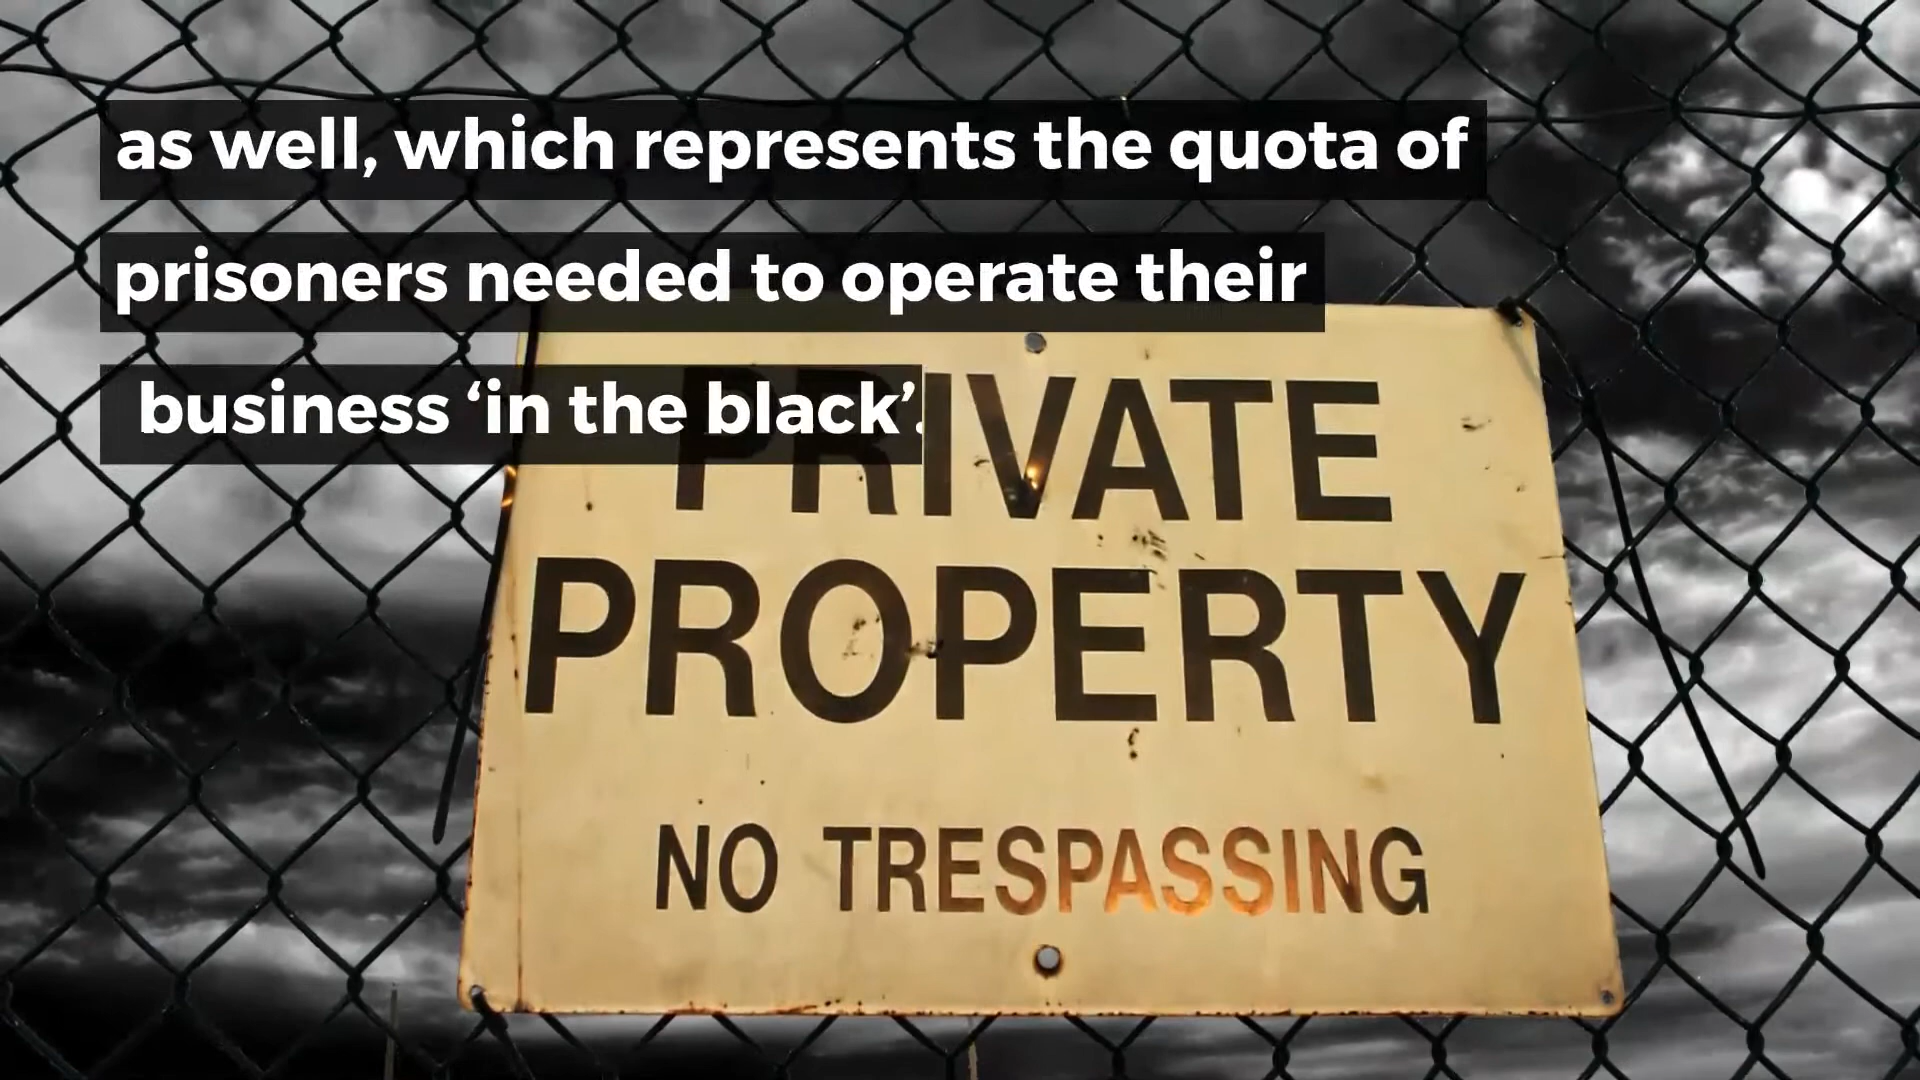 as well, which represents the quota of
prisoners needed to operate their
business ‘in the black’.
PRIVATE
PROPERTY
NO TRESPASSING